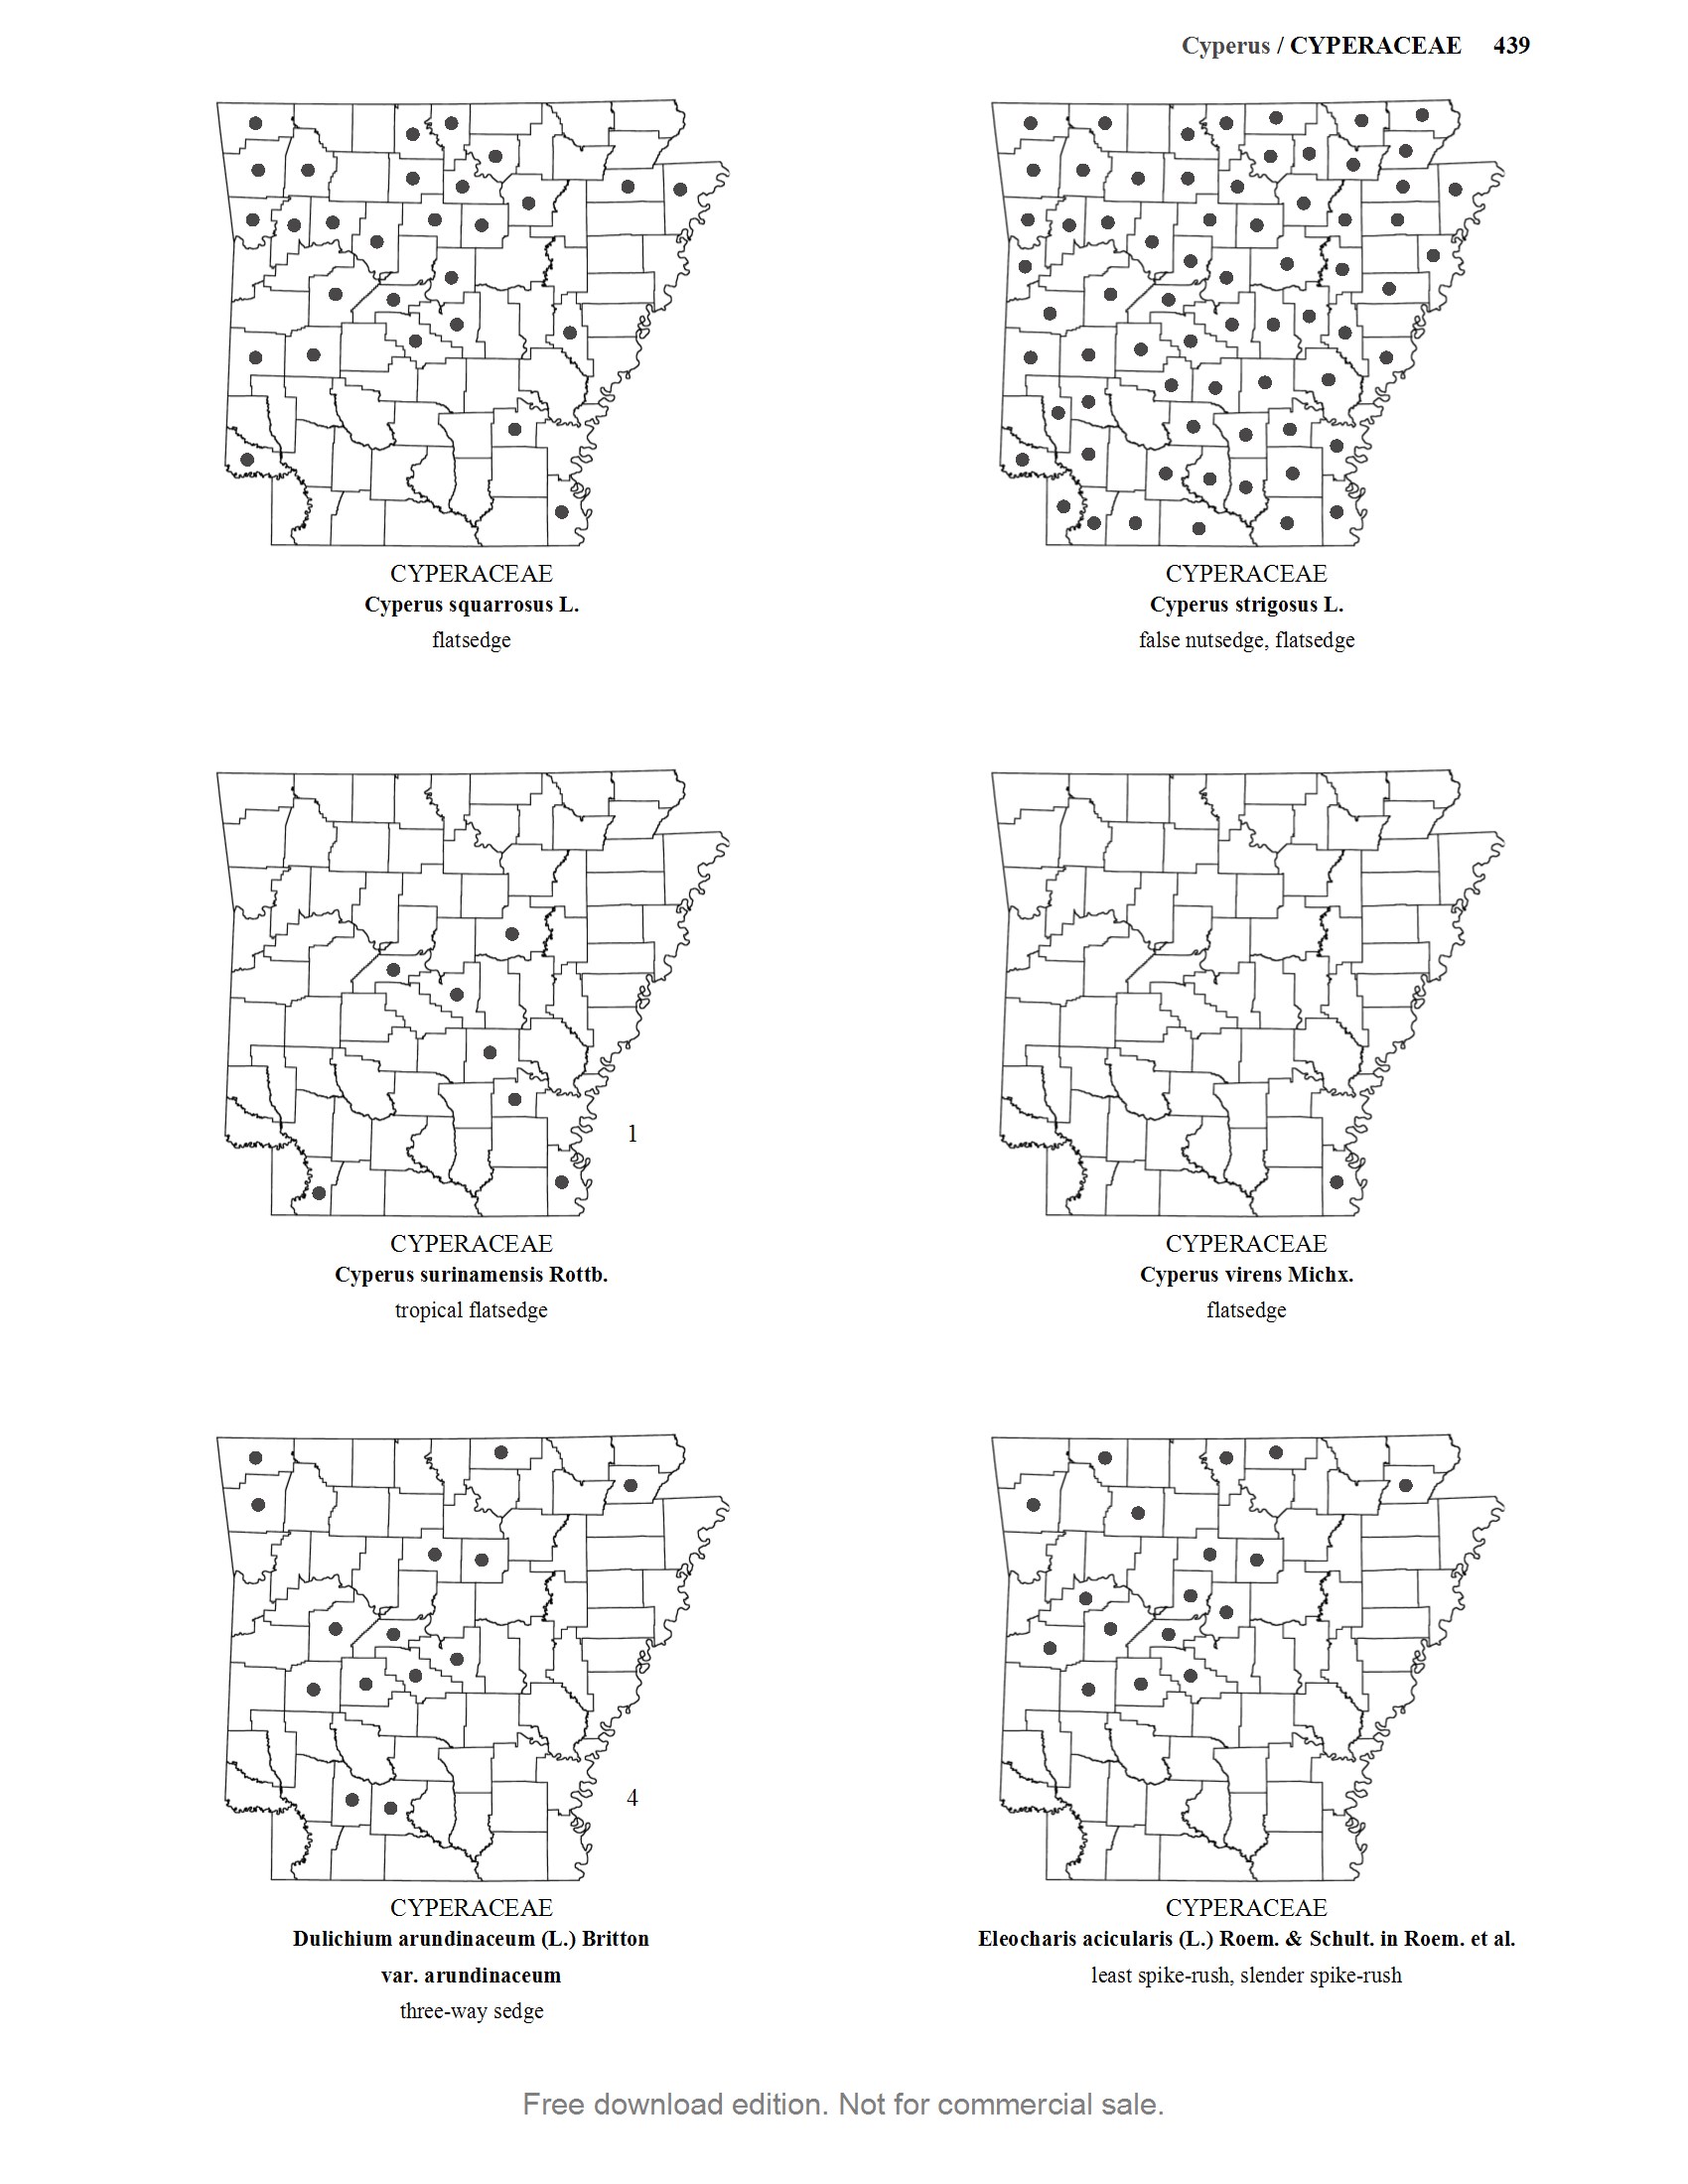 Cyperus / CYPERACEAE 439
CYPERACEAE
Cyperus squarrosus L.
flatsedge
CYPERACEAE
Cyperus strigosus L.
false nutsedge, flatsedge
1
CYPERACEAE
Cyperus surinamensis Rottb.
tropical flatsedge
CYPERACEAE
Cyperus virens Michx.
flatsedge
4
CYPERACEAE
Dulichium arundinaceum (L.) Britton
var. arundinaceum
three-way sedge
CYPERACEAE
Eleocharis acicularis (L.) Roem. & Schult. in Roem. et al.
least spike-rush, slender spike-rush
Free download edition. Not for commercial sale.